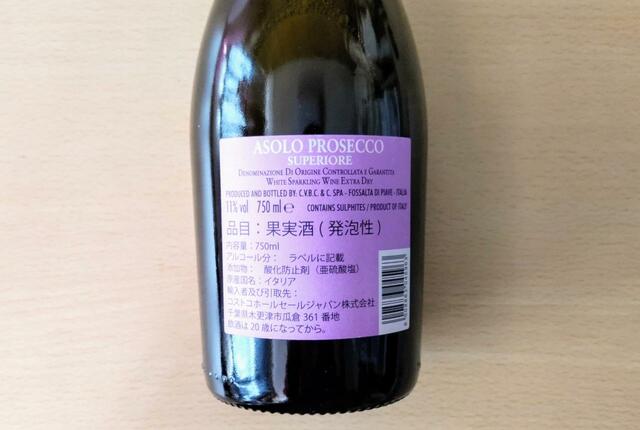 ASOLO PROSECCO
SUPERIORE
DENOMINAZIONE DI ORIGINE CONTROLLATA E GARANTITA
WHITE SPARKLING WINE EXTRA DRY
PRODUCED AND BOTTLED BY: C.V.B.C. & C. SPA - FOSSALTA DI PIAVE - ITALIA
11% vol 750 ml ℮ CONTAINS SULPHITES / PRODUCT OF ITALY
品目：果実酒 ( 発泡性 )
内容量：750ml
アルコール分： ラベルに記載
添加物： 酸化防止剤（亜硫酸塩）
原産国名：イタリア
輸入者及び引取先：
コストコホールセールジャパン株式会社
千葉県木更津市瓜倉 361 番地
飲酒は 20 歳になってから。